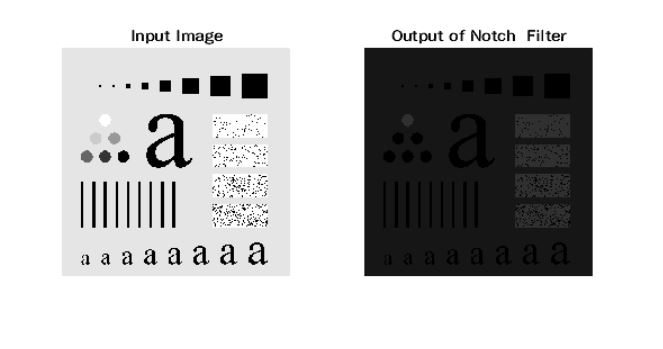 Input Image
Output of Notch  Filter
a
a a a a a a a a
a
a a a a a a a a